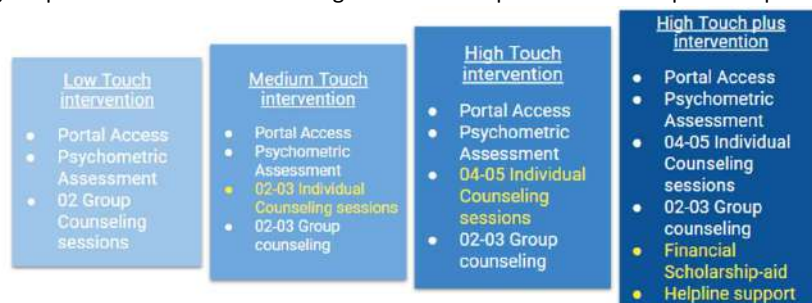 Low Touch
intervention
Portal Access
Psychometric
Assessment
02 Group
Counseling
sessions
Medium Touch
intervention
Portal Access
Psychometric
Assessment
02-03 Individual
Counseling sessions
02-03 Group
counseling
High Touch
intervention
Portal Access
Psychometric
Assessment
04-05 Individual
Counseling
sessions
02-03 Group
counseling
High Touch plus
intervention
Portal Access
Psychometric
Assessment
04-05 Individual
Counseling
sessions
02-03 Group
counseling
Financial
Scholarship-aid
Helpline support